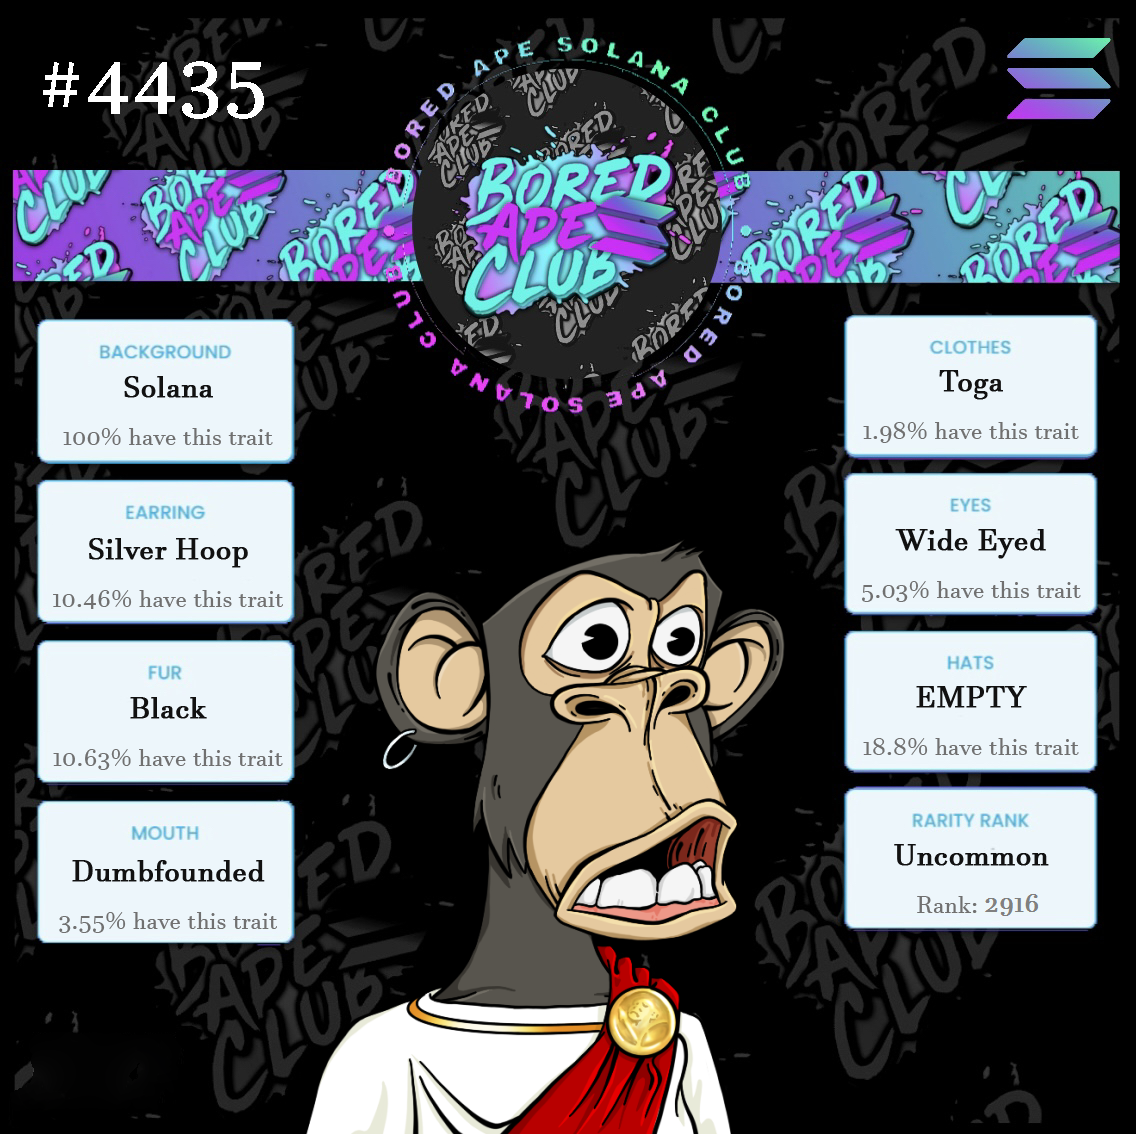 #4435
BORED APE SOLANA CLUB
BORED
APE
CLUB
BORED APE SOLANA CLUB
BACKGROUND
Solana
100% have this trait
EARRING
Silver Hoop
10.46% have this trait
FUR
Black
10.63% have this trait
MOUTH
Dumbfounded
3.55% have this trait
CLOTHES
Toga
1.98% have this trait
EYES
Wide Eyed
5.03% have this trait
HATS
EMPTY
18.8% have this trait
RARITY RANK
Uncommon
Rank: 2916